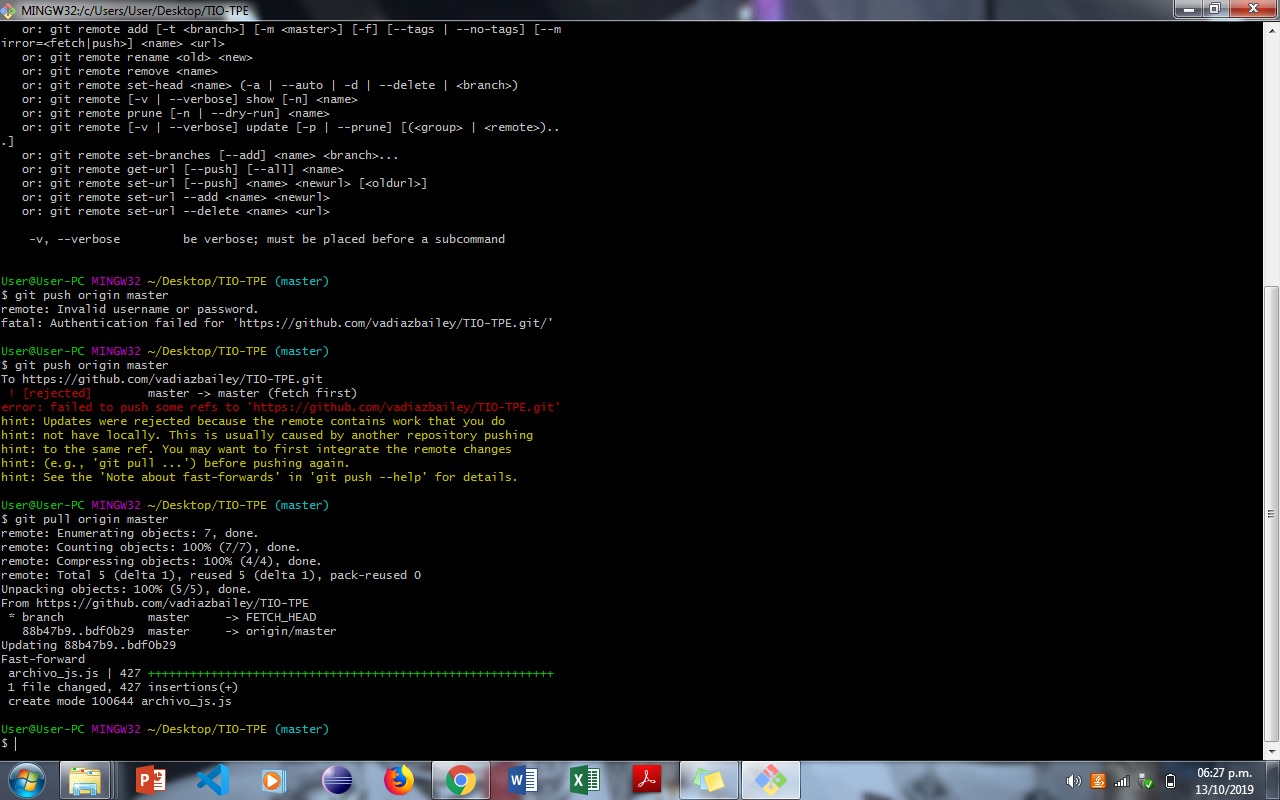 MINGW32:/c/Users/User/Desktop/TIO-TPE
or: git remote add [-t <branch>] [-m <master>] [-f] [--tags | --no-tags] [--m
irror=<fetch|push>] <name> <url>
or: git remote rename <old> <new>
or: git remote remove <name>
or: git remote set-head <name> (-a | --auto | -d | --delete | <branch>)
or: git remote [-v | --verbose] show [-n] <name>
or: git remote prune [-n | --dry-run] <name>
or: git remote [-v | --verbose] update [-p | --prune] [(<group> | <remote>)..
.]
or: git remote set-branches [--add] <name> <branch>...
or: git remote get-url [--push] [--all] <name>
or: git remote set-url [--push] <name> <newurl> [<oldurl>]
or: git remote set-url --add <name> <newurl>
or: git remote set-url --delete <name> <url>
-v, --verbose be verbose; must be placed before a subcommand
User@User-PC MINGW32 ~/Desktop/TIO-TPE (master)
$ git push origin master
remote: Invalid username or password.
fatal: Authentication failed for 'https://github.com/vadiazbailey/TIO-TPE.git/'
User@User-PC MINGW32 ~/Desktop/TIO-TPE (master)
$ git push origin master
To https://github.com/vadiazbailey/TIO-TPE.git
! [rejected] master -> master (fetch first)
error: failed to push some refs to 'https://github.com/vadiazbailey/TIO-TPE.git'
hint: Updates were rejected because the remote contains work that you do
hint: not have locally. This is usually caused by another repository pushing
hint: to the same ref. You may want to first integrate the remote changes
hint: (e.g., 'git pull ...') before pushing again.
hint: See the 'Note about fast-forwards' in 'git push --help' for details.
User@User-PC MINGW32 ~/Desktop/TIO-TPE (master)
$ git pull origin master
remote: Enumerating objects: 7, done.
remote: Counting objects: 100% (7/7), done.
remote: Compressing objects: 100% (4/4), done.
remote: Total 5 (delta 1), reused 5 (delta 1), pack-reused 0
Unpacking objects: 100% (5/5), done.
From https://github.com/vadiazbailey/TIO-TPE
* branch master -> FETCH_HEAD
88b47b9..bdf0b29 master -> origin/master
Updating 88b47b9..bdf0b29
Fast-forward
archivo_js.js | 427 ++++++++++++++++++++++++++++++++++++++++++++++++++++++++++
1 file changed, 427 insertions(+)
create mode 100644 archivo_js.js
User@User-PC MINGW32 ~/Desktop/TIO-TPE (master)
$
06:27 p.m.
13/10/2019